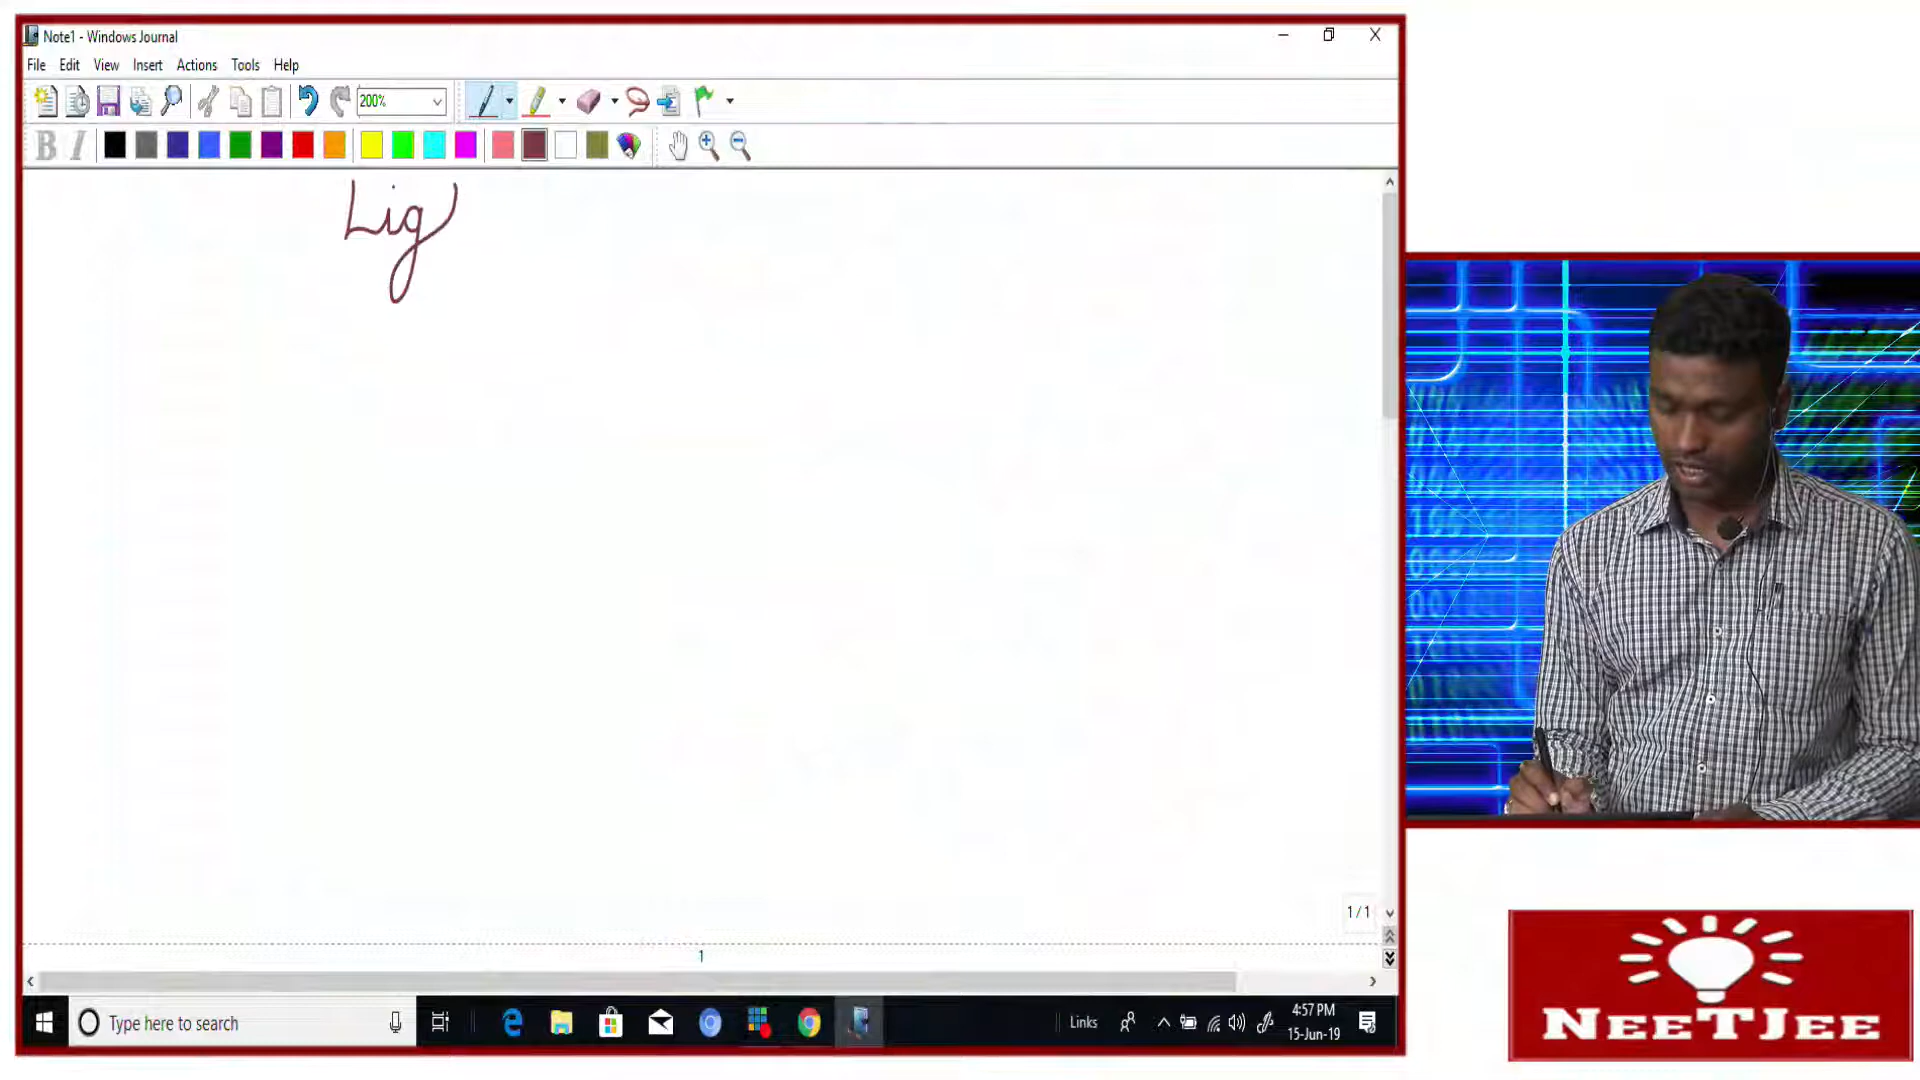 Note1 - Windows Journal
File Edit View Insert Actions Tools Help
200%
B I
Lig
1 / 1
1
Type here to search
Links
4:57 PM
15-Jun-19
NEETJEE